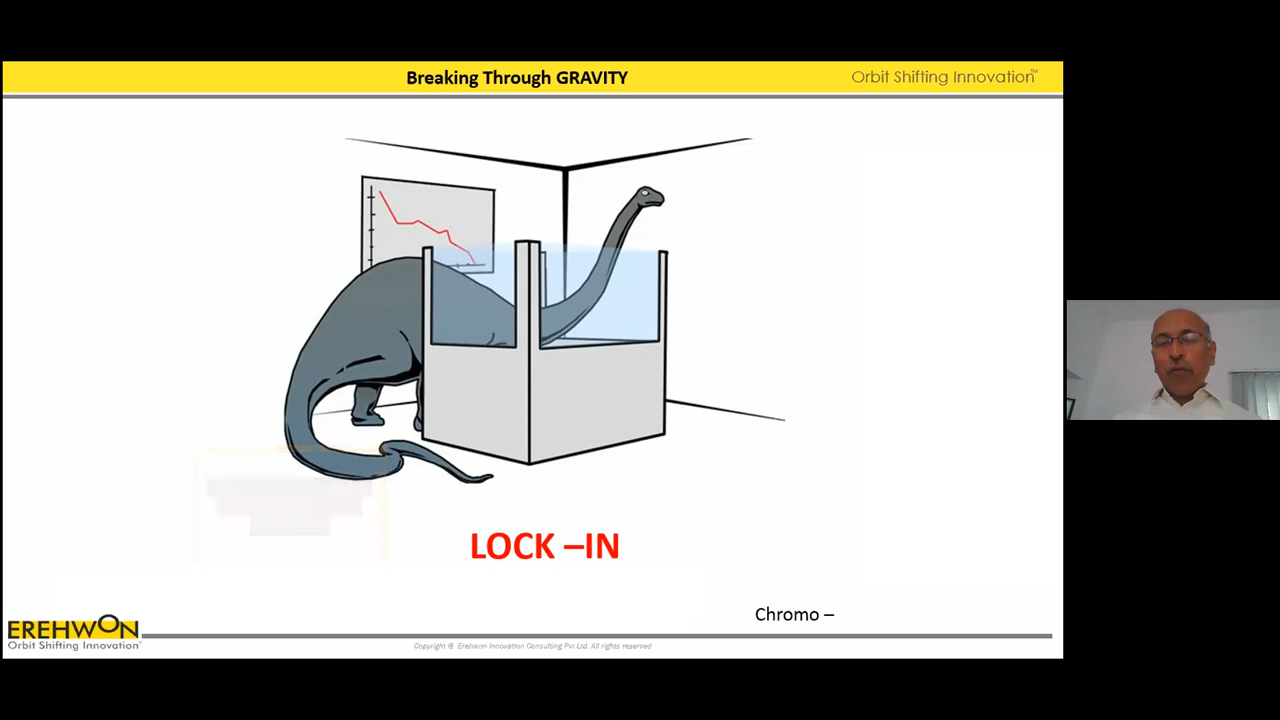 Breaking Through GRAVITY
Orbit Shifting Innovation™
LOCK –IN
Chromo –
EREHWON
Orbit Shifting Innovation
Copyright @ Erehwon Innovation Consulting Pvt Ltd. All rights reserved